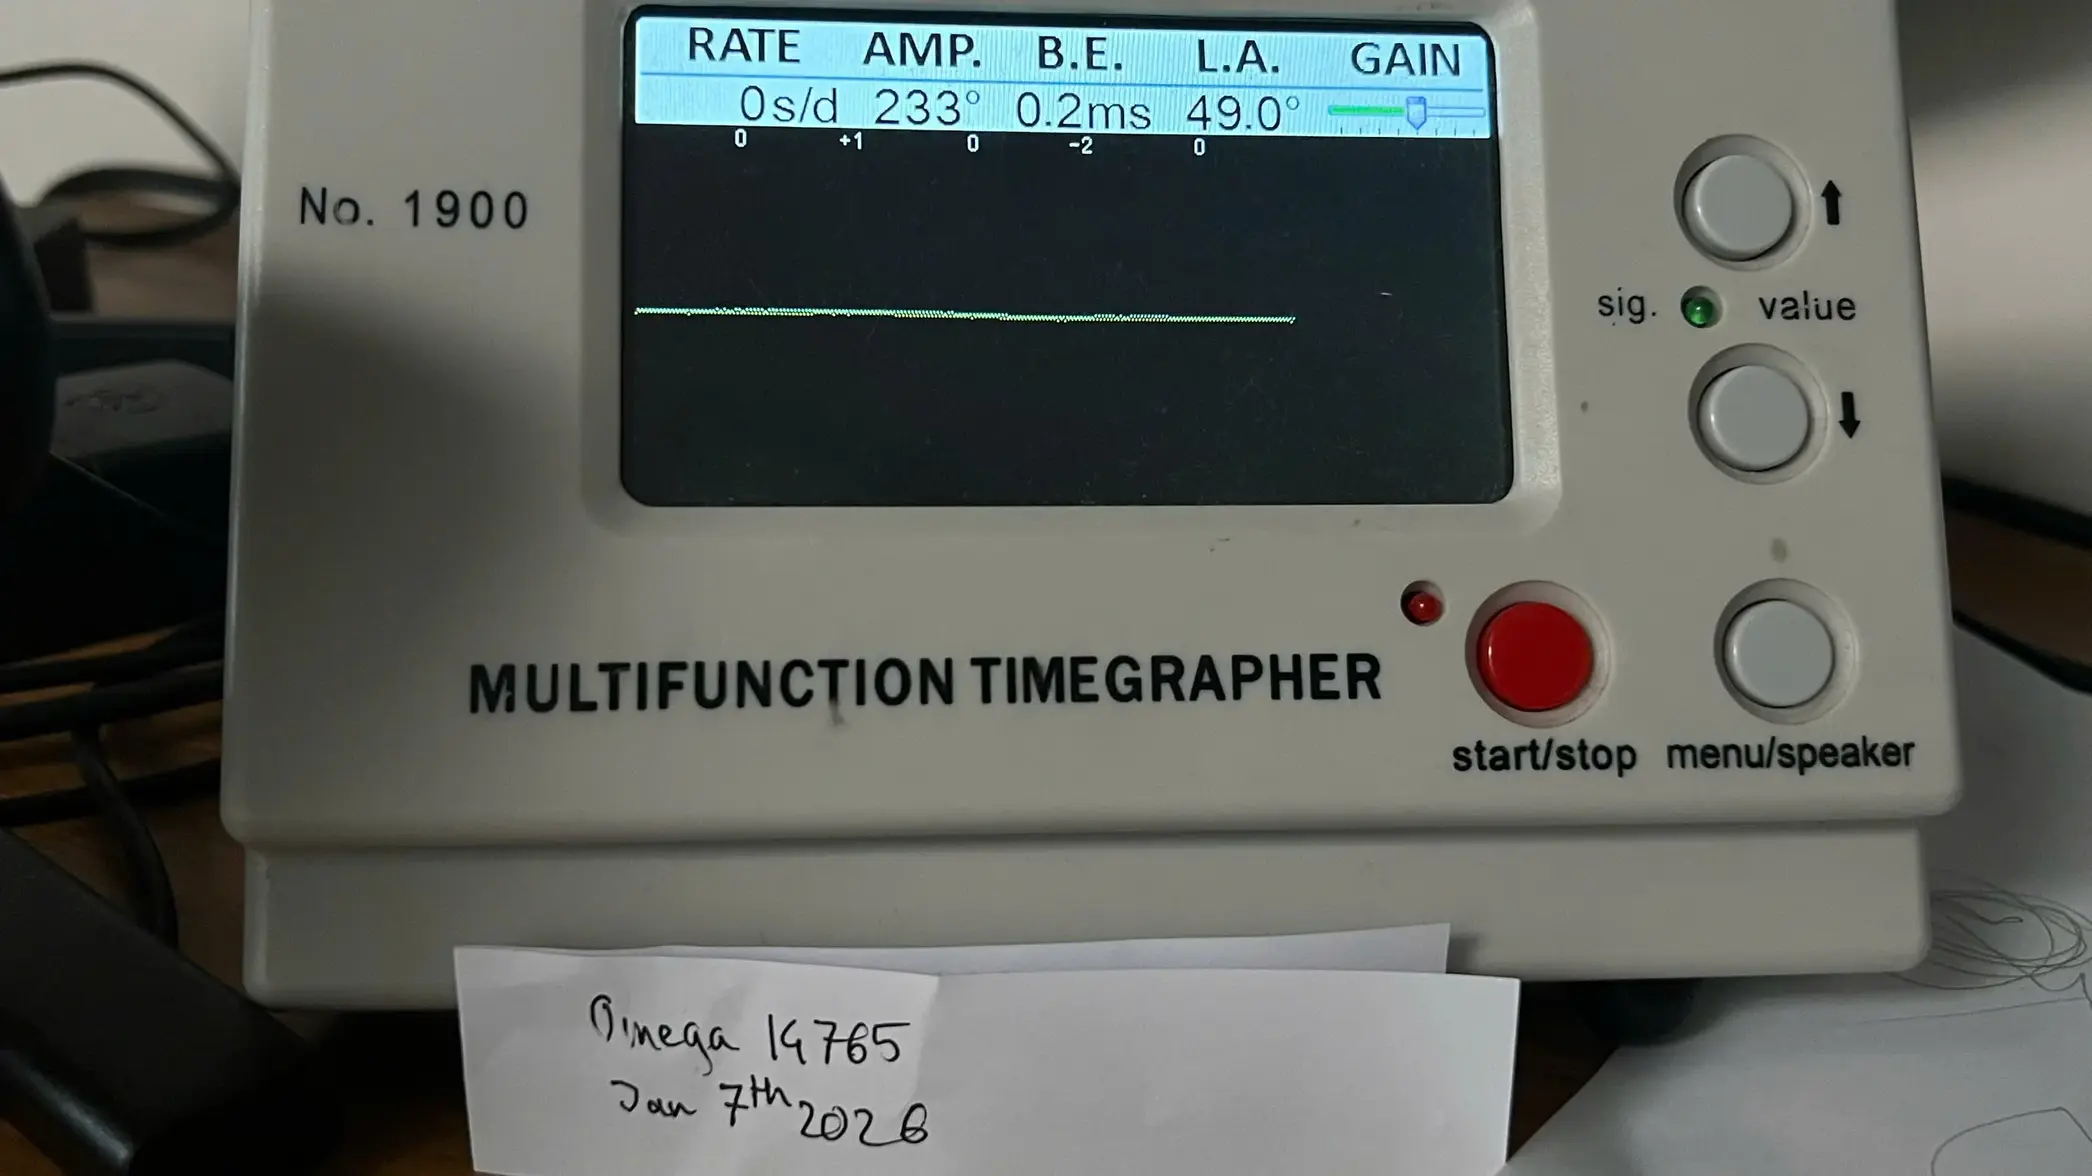 RATE AMP. B.E. L.A. GAIN
0s/d 233° 0.2ms 49.0°
0 +1 0 -2 0
No. 1900
sig. value
MULTIFUNCTION TIMEGRAPHER
start/stop menu/speaker
Omega 14765
Jan 7th 2026